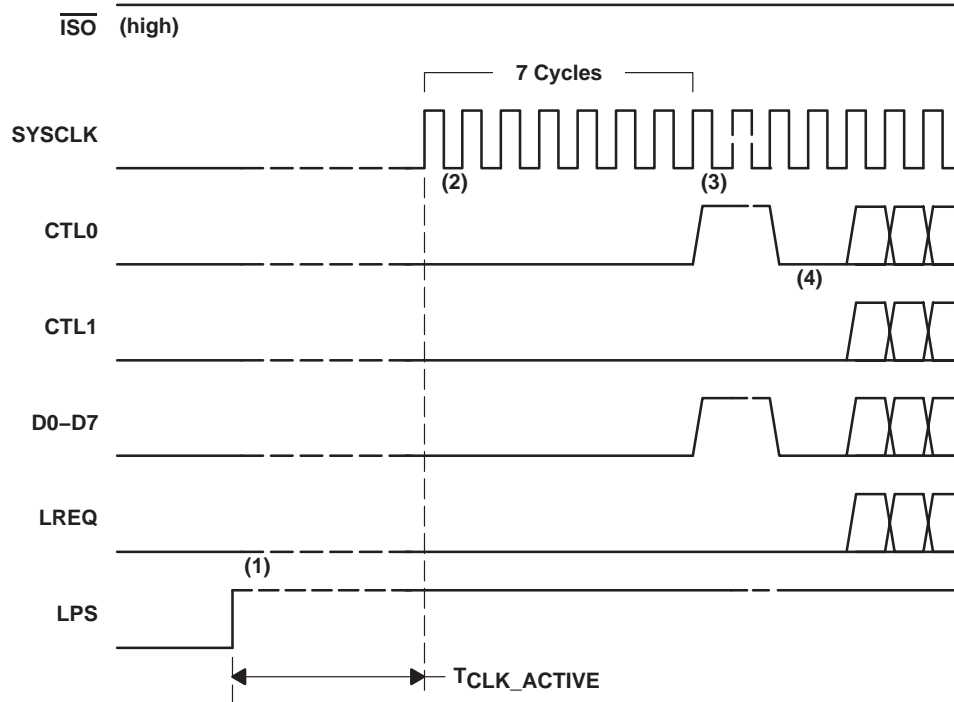 ISO (high)
7 Cycles
SYSCLK
(2) (3)
CTL0
(4)
CTL1
D0–D7
LREQ
(1)
LPS
TCLK_ACTIVE